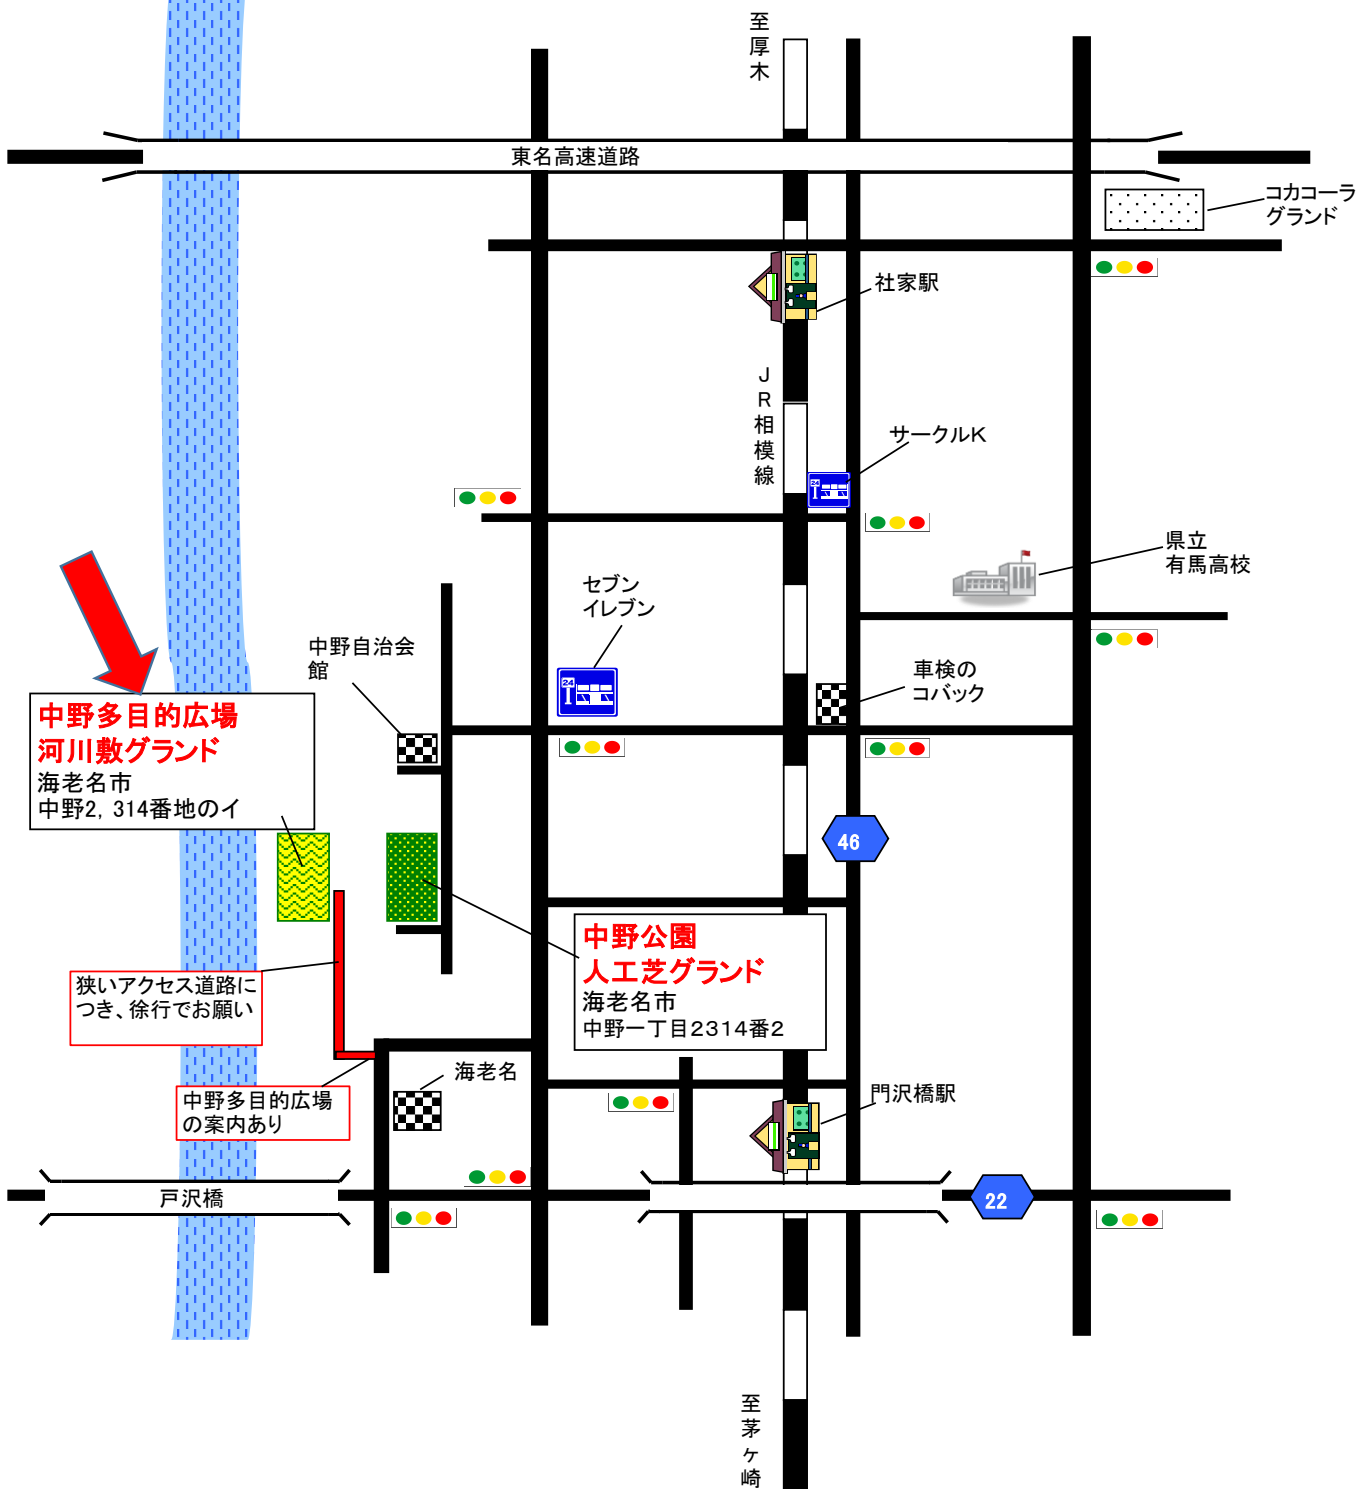 至厚木
東名高速道路
コカコーラ
グランド
社家駅
JR相模線
サークルK
県立
有馬高校
セブン
イレブン
24
24
中野自治会
館
車検の
コバック
中野多目的広場
河川敷グランド
海老名市
中野2, 314番地のイ
46
中野公園
人工芝グランド
海老名市
中野一丁目2314番2
狭いアクセス道路に
つき、徐行でお願い
海老名
中野多目的広場
の案内あり
門沢橋駅
戸沢橋
22
至茅ヶ崎